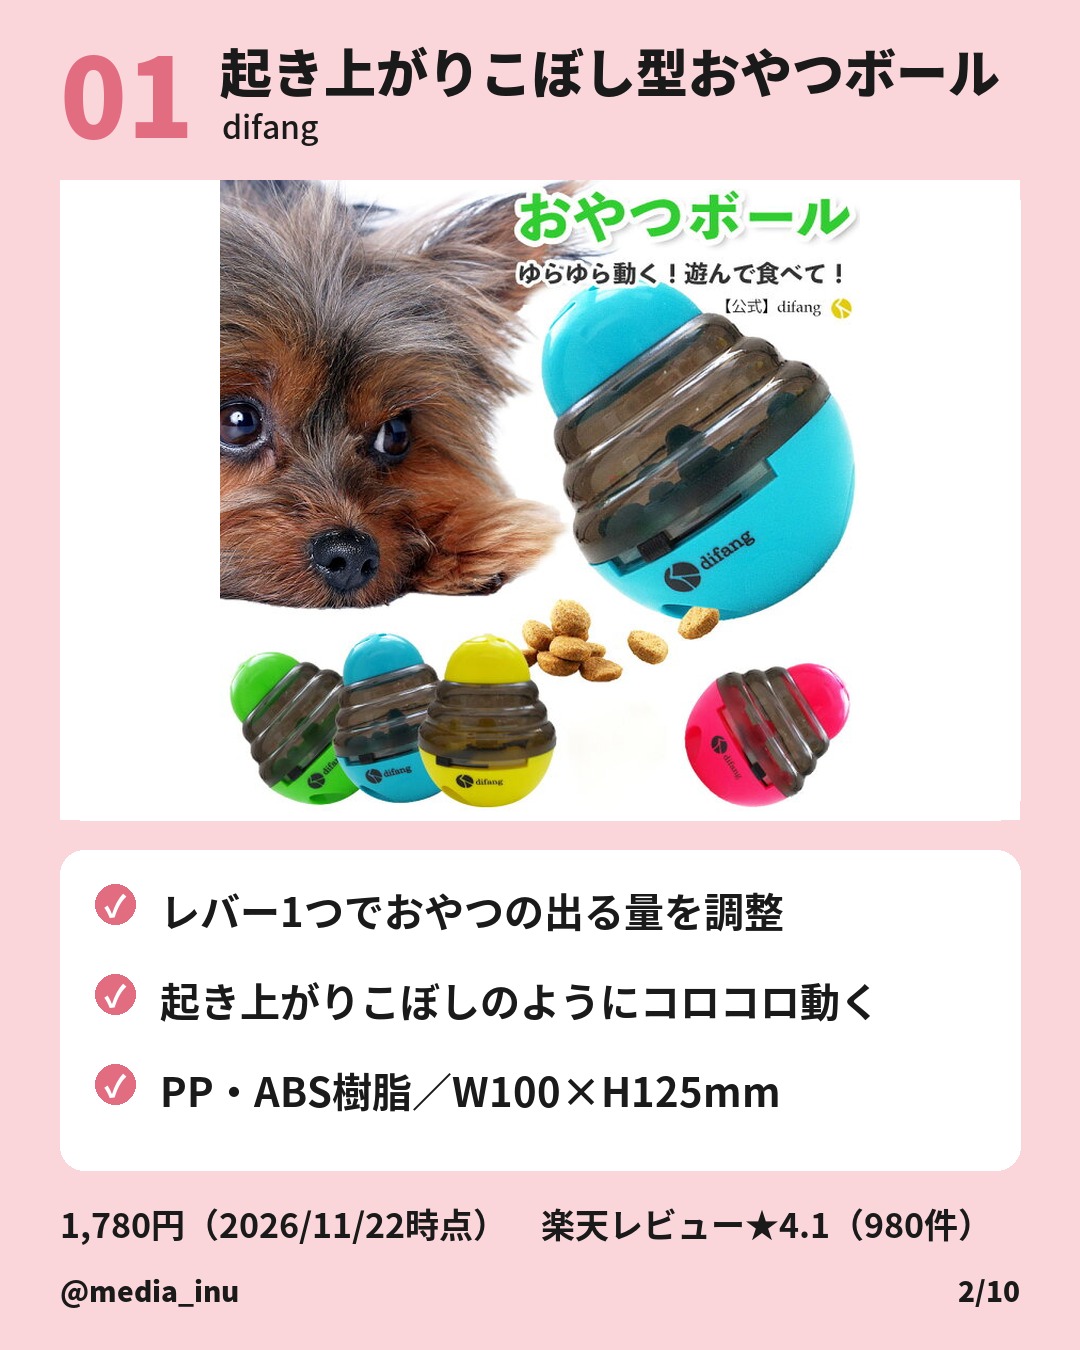 01
起き上がりこぼし型おやつボール
difang
おやつボール
ゆらゆら動く！遊んで食べて！
【公式】difang
difang
difang
difang
difang
difang
レバー1つでおやつの出る量を調整
起き上がりこぼしのようにコロコロ動く
PP・ABS樹脂／W100×H125mm
1,780円（2026/11/22時点）　楽天レビュー★4.1（980件）
@media_inu
2/10